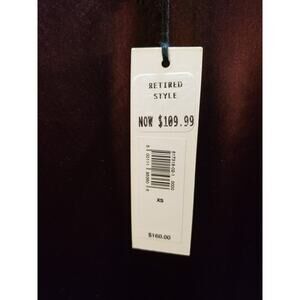 RETIRED
STYLE
NOW $109.99
XS
$160.00